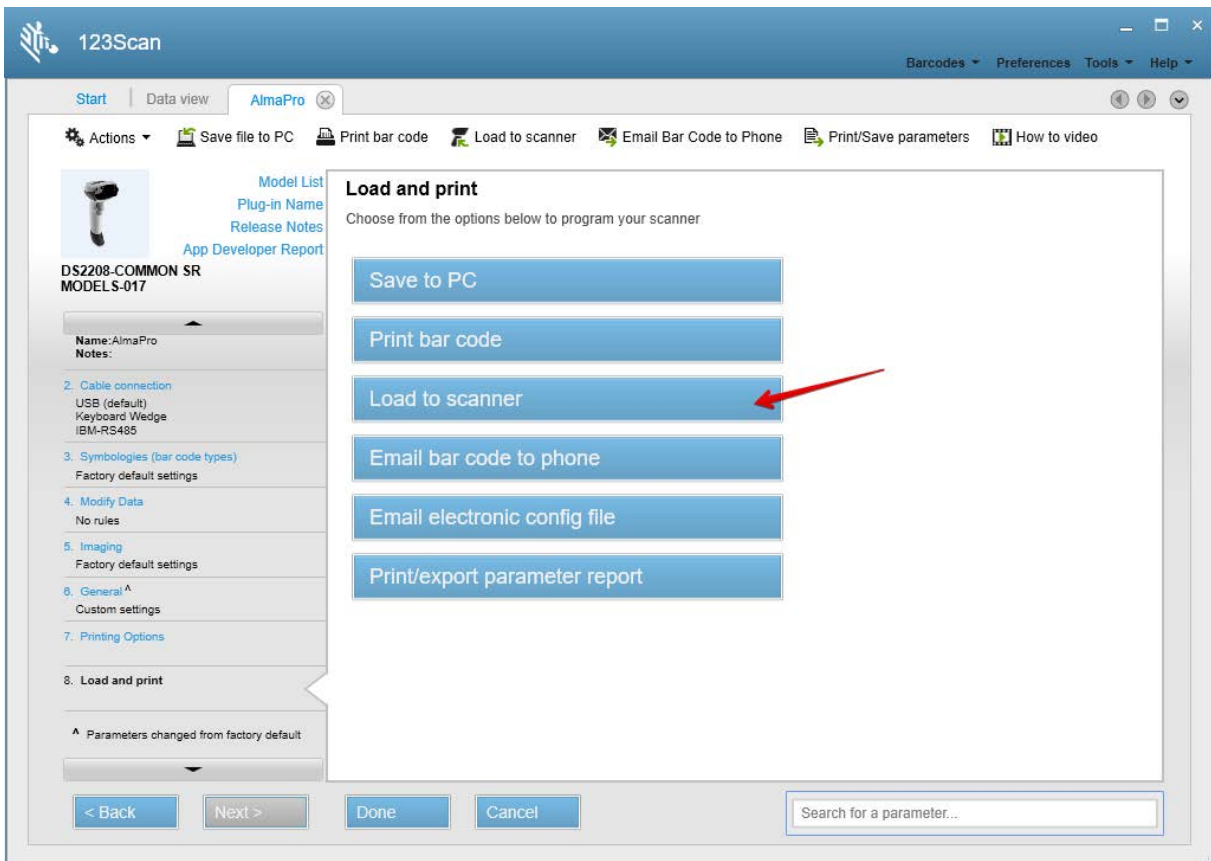 123Scan
Barcodes Preferences Tools Help
Start Data view AlmaPro
Actions Save file to PC Print bar code Load to scanner Email Bar Code to Phone Print/Save parameters How to video
Model List
Plug-in Name
Release Notes
App Developer Report
DS2208-COMMON SR
MODELS-017
Name:AlmaPro
Notes:
2. Cable connection
USB (default)
Keyboard Wedge
IBM-RS485
3. Symbologies (bar code types)
Factory default settings
4. Modify Data
No rules
5. Imaging
Factory default settings
6. General ^
Custom settings
7. Printing Options
8. Load and print
^ Parameters changed from factory default
Load and print
Choose from the options below to program your scanner
Save to PC
Print bar code
Load to scanner
Email bar code to phone
Email electronic config file
Print/export parameter report
< Back Next > Done Cancel Search for a parameter...